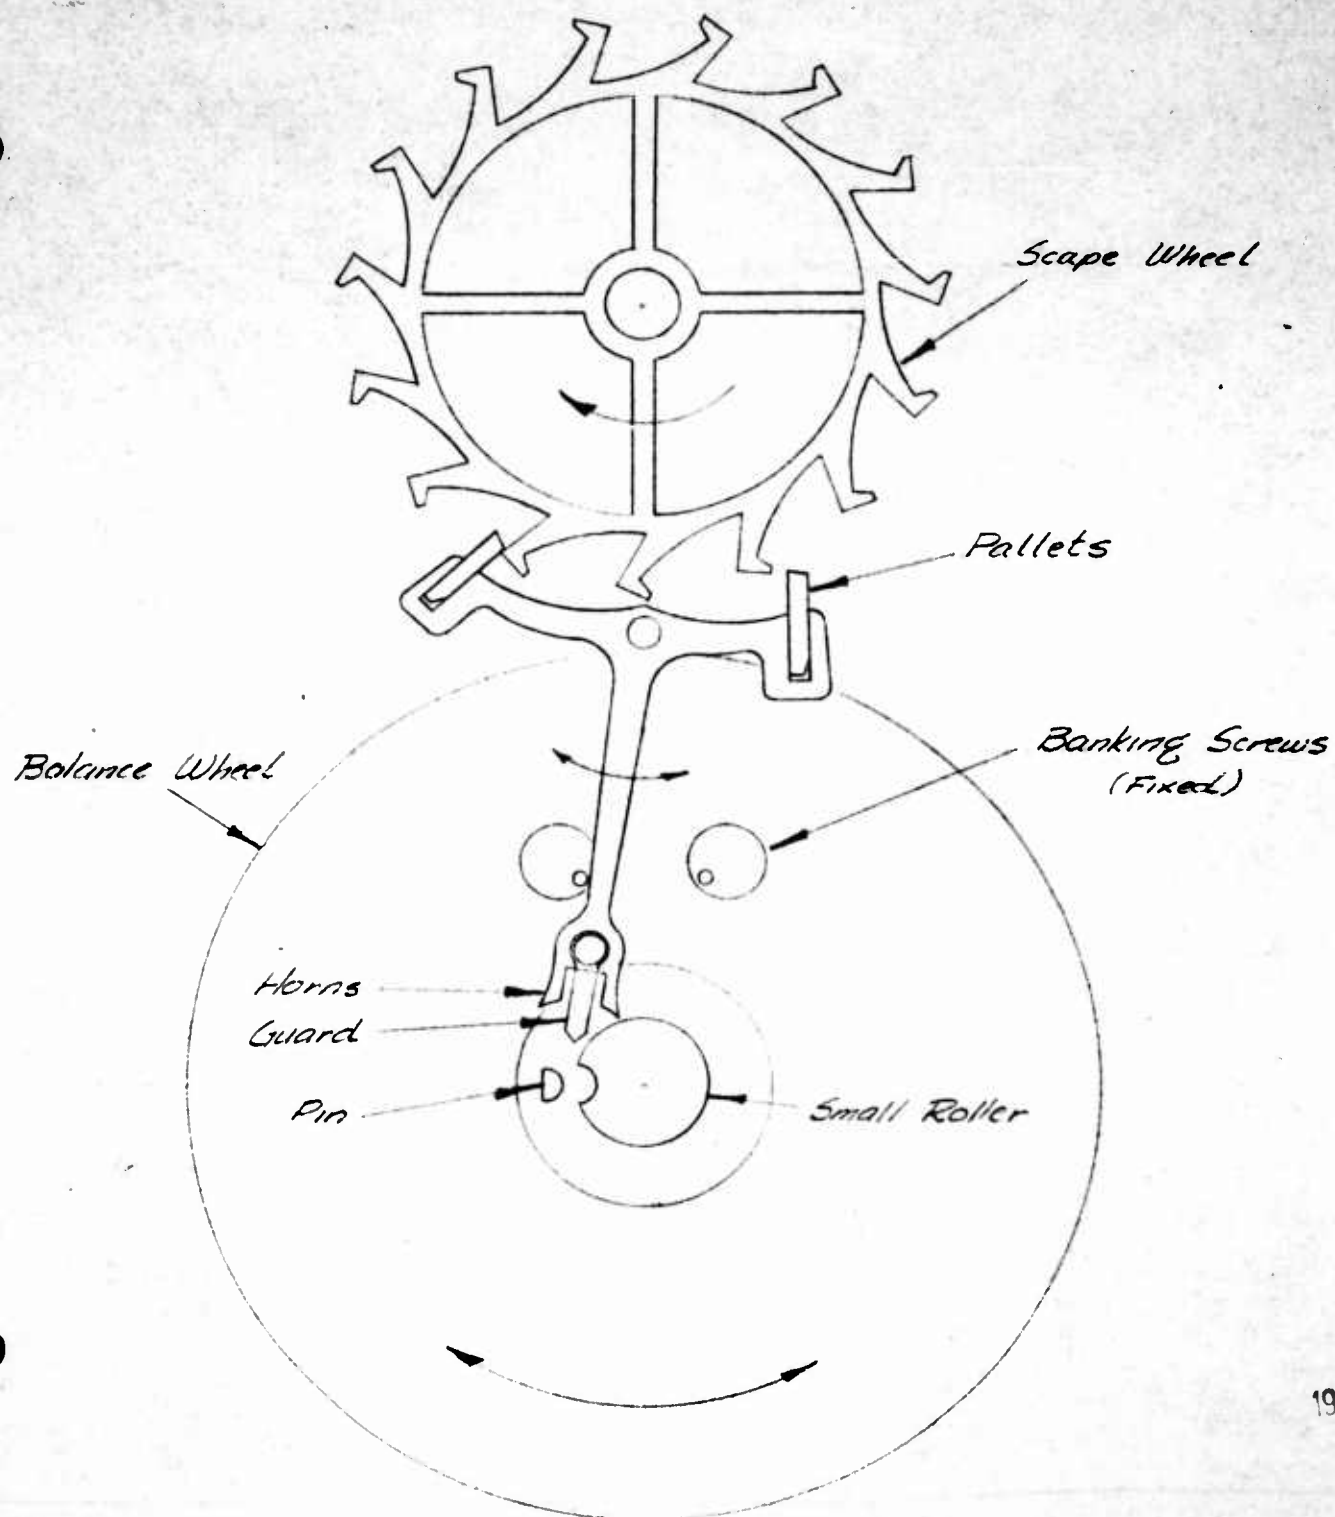 Scape Wheel
Pallets
Banking Screws
(Fixed)
Balance Wheel
Horns
Guard
Pin
Small Roller
19